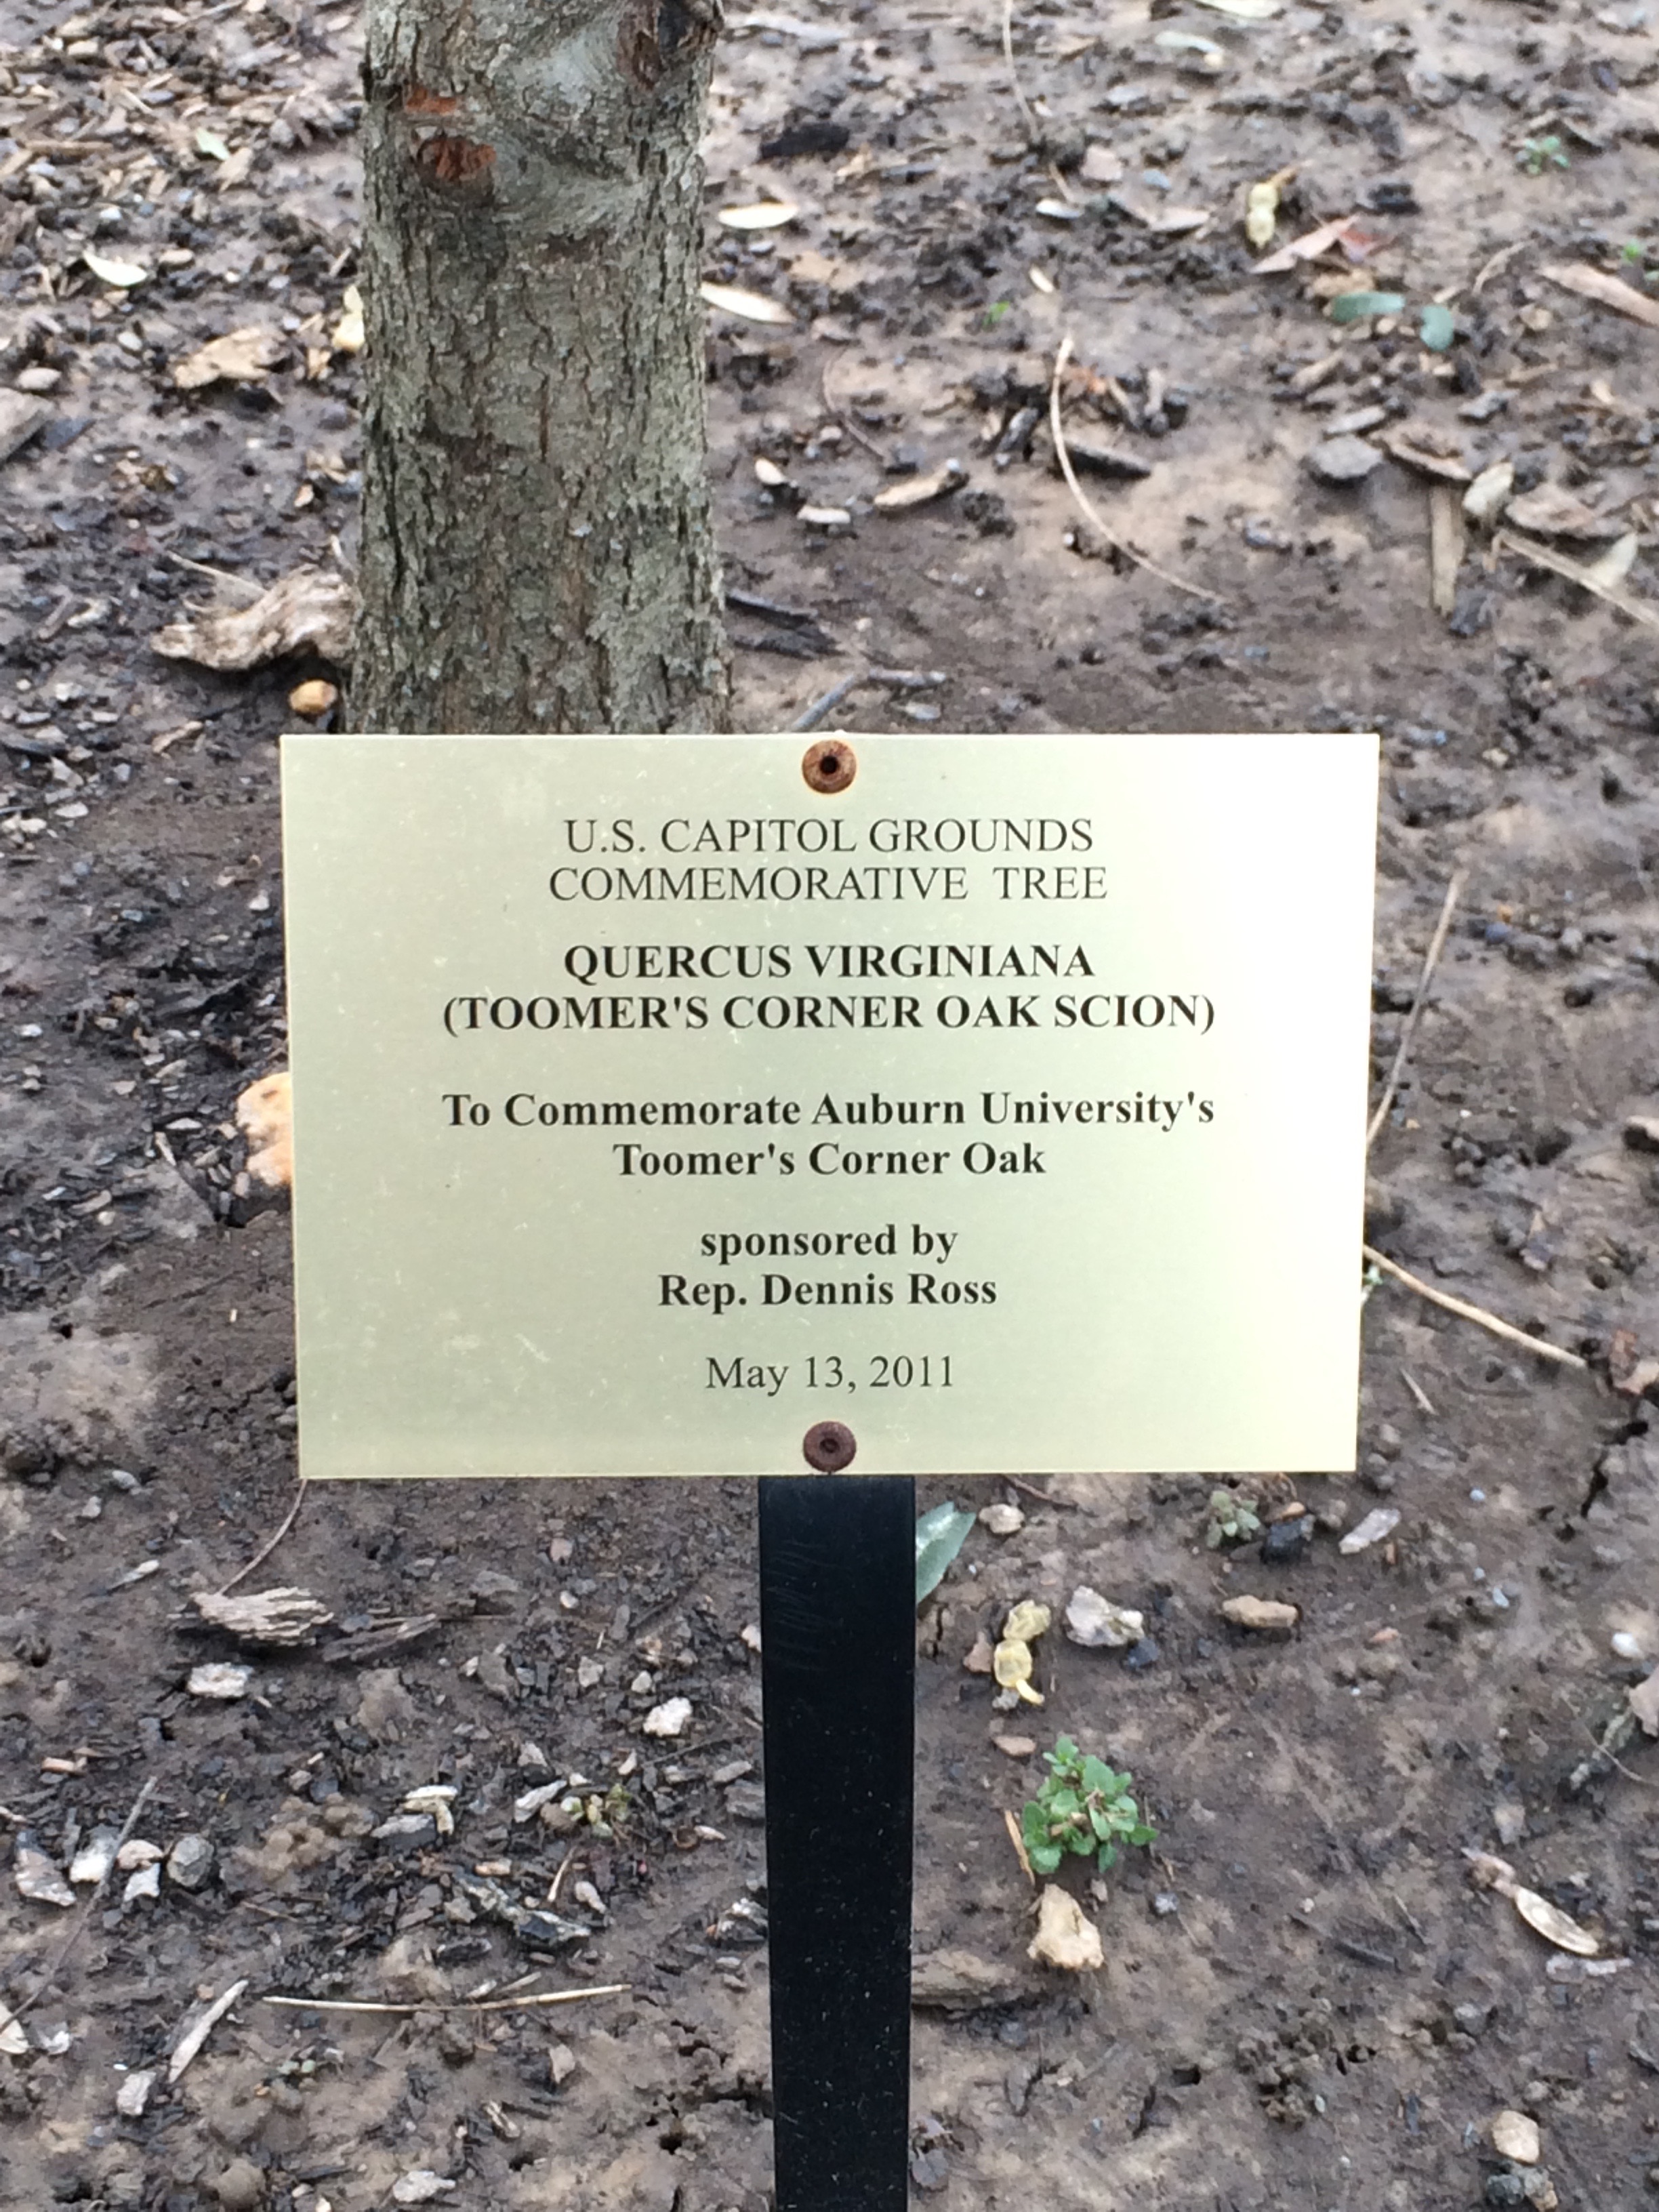 U.S. CAPITOL GROUNDS
COMMEMORATIVE TREE
QUERCUS VIRGINIANA
(TOOMER'S CORNER OAK SCION)
To Commemorate Auburn University's
Toomer's Corner Oak
sponsored by
Rep. Dennis Ross
May 13, 2011